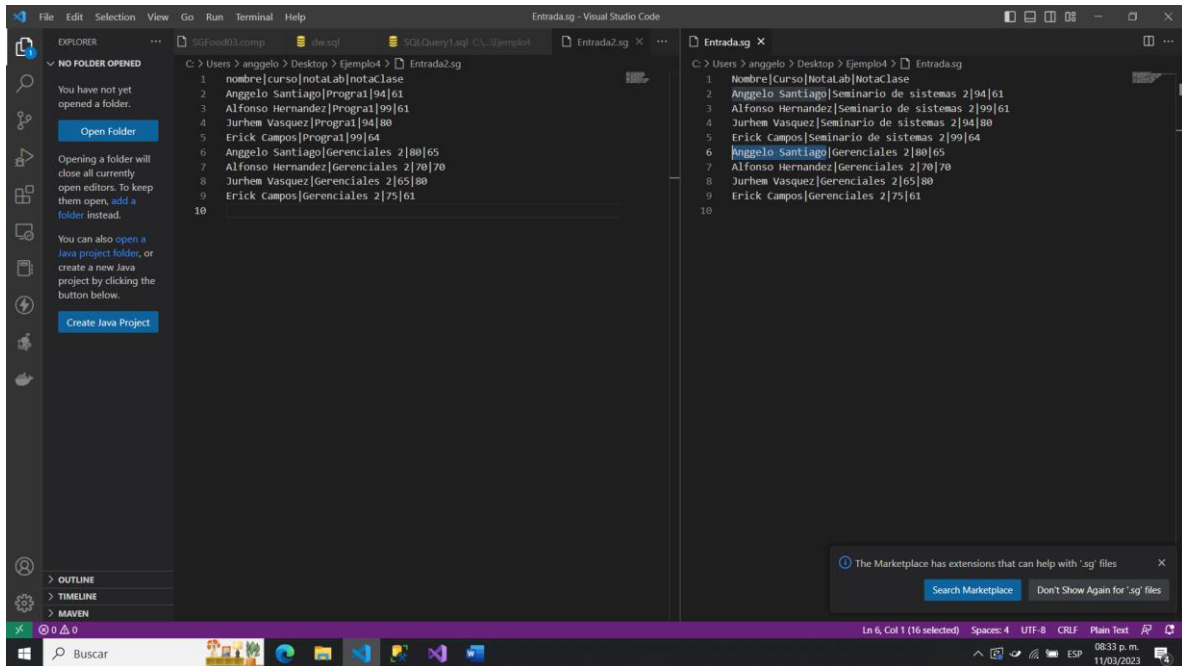 File Edit Selection View Go Run Terminal Help
Entrada.sg - Visual Studio Code
EXPLORER
NO FOLDER OPENED
You have not yet
opened a folder.
Open Folder
Opening a folder will
close all currently
open editors. To keep
them open, add a
folder instead.
You can also open a
Java project folder, or
create a new Java
project by clicking the
button below.
Create Java Project
OUTLINE
TIMELINE
MAVEN
SGFood03.comp
dw.sql
SQLQuery1.sql C:\...\Ejemplo4
Entrada2.sg
C: > Users > anggelo > Desktop > Ejemplo4 > Entrada2.sg
1 nombre|curso|notaLab|notaClase
2 Anggelo Santiago|Progra1|94|61
3 Alfonso Hernandez|Progra1|99|61
4 Jurhem Vasquez|Progra1|94|80
5 Erick Campos|Progra1|99|64
6 Anggelo Santiago|Gerenciales 2|80|65
7 Alfonso Hernandez|Gerenciales 2|70|70
8 Jurhem Vasquez|Gerenciales 2|65|80
9 Erick Campos|Gerenciales 2|75|61
10
Entrada.sg
C: > Users > anggelo > Desktop > Ejemplo4 > Entrada.sg
1 Nombre|Curso|NotaLab|NotaClase
2 Anggelo Santiago|Seminario de sistemas 2|94|61
3 Alfonso Hernandez|Seminario de sistemas 2|99|61
4 Jurhem Vasquez|Seminario de sistemas 2|94|80
5 Erick Campos|Seminario de sistemas 2|99|64
6 Anggelo Santiago|Gerenciales 2|80|65
7 Alfonso Hernandez|Gerenciales 2|70|70
8 Jurhem Vasquez|Gerenciales 2|65|80
9 Erick Campos|Gerenciales 2|75|61
10
The Marketplace has extensions that can help with '.sg' files
Search Marketplace
Don't Show Again for '.sg' files
0 0
Ln 6, Col 1 (16 selected) Spaces: 4 UTF-8 CRLF Plain Text
Buscar
ESP
08:33 p. m.
11/03/2023